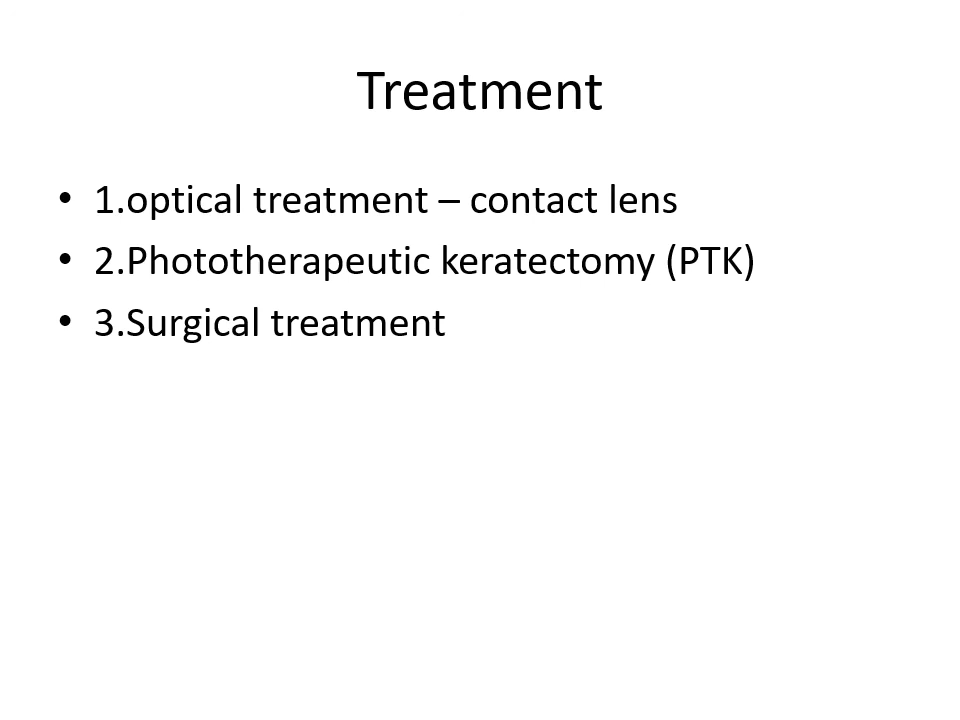 Treatment
• 1.optical treatment – contact lens
• 2.Phototherapeutic keratectomy (PTK)
• 3.Surgical treatment